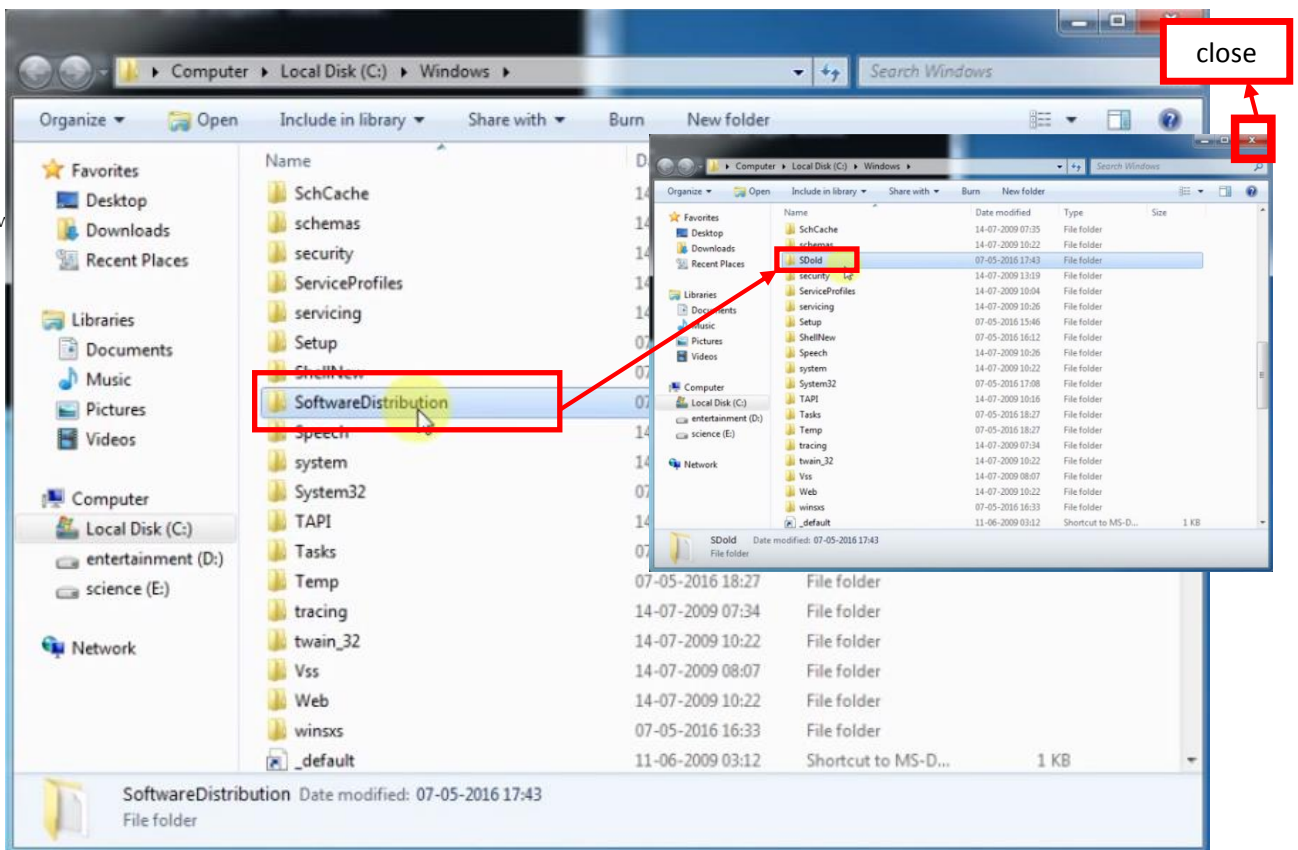 close
Computer ▸ Local Disk (C:) ▸ Windows ▸
Search Windows
Organize Open Include in library Share with Burn New folder
Favorites
Desktop
Downloads
Recent Places
Libraries
Documents
Music
Pictures
Videos
Computer
Local Disk (C:)
entertainment (D:)
science (E:)
Network
Name D
SchCache 14
schemas 14
security 14
ServiceProfiles 14
servicing 14
Setup 07
ShellNew 07
SoftwareDistribution 07
Speech 14
system 14
System32 07
TAPI 14
Tasks 07
Temp 07-05-2016 18:27 File folder
tracing 14-07-2009 07:34 File folder
twain_32 14-07-2009 10:22 File folder
Vss 14-07-2009 08:07 File folder
Web 14-07-2009 10:22 File folder
winsxs 07-05-2016 16:33 File folder
_default 11-06-2009 03:12 Shortcut to MS-D... 1 KB
SoftwareDistribution Date modified: 07-05-2016 17:43
File folder
Computer ▸ Local Disk (C:) ▸ Windows ▸
Search Windows
Organize Open Include in library Share with Burn New folder
Favorites
Desktop
Downloads
Recent Places
Libraries
Documents
Music
Pictures
Videos
Computer
Local Disk (C:)
entertainment (D:)
science (E:)
Network
Name Date modified Type Size
SchCache 14-07-2009 07:35 File folder
schemas 14-07-2009 10:22 File folder
SDold 07-05-2016 17:43 File folder
security 14-07-2009 13:19 File folder
ServiceProfiles 14-07-2009 10:04 File folder
servicing 14-07-2009 10:26 File folder
Setup 07-05-2016 15:46 File folder
ShellNew 07-05-2016 16:12 File folder
Speech 14-07-2009 10:26 File folder
system 14-07-2009 10:22 File folder
System32 07-05-2016 17:08 File folder
TAPI 14-07-2009 10:16 File folder
Tasks 07-05-2016 18:27 File folder
Temp 07-05-2016 18:27 File folder
tracing 14-07-2009 07:34 File folder
twain_32 14-07-2009 10:22 File folder
Vss 14-07-2009 08:07 File folder
Web 14-07-2009 10:22 File folder
winsxs 07-05-2016 16:33 File folder
_default 11-06-2009 03:12 Shortcut to MS-D... 1 KB
SDold Date modified: 07-05-2016 17:43
File folder